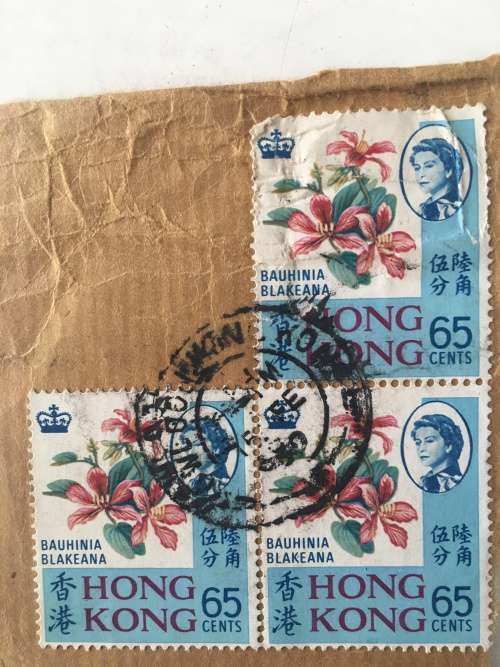 BAUHINIA
BLAKEANA
伍陸
分角
香港
HONG
KONG
65
CENTS
BAUHINIA
BLAKEANA
伍陸
分角
香港
HONG
KONG
65
CENTS
BAUHINIA
BLAKEANA
伍陸
分角
香港
HONG
KONG
65
CENTS